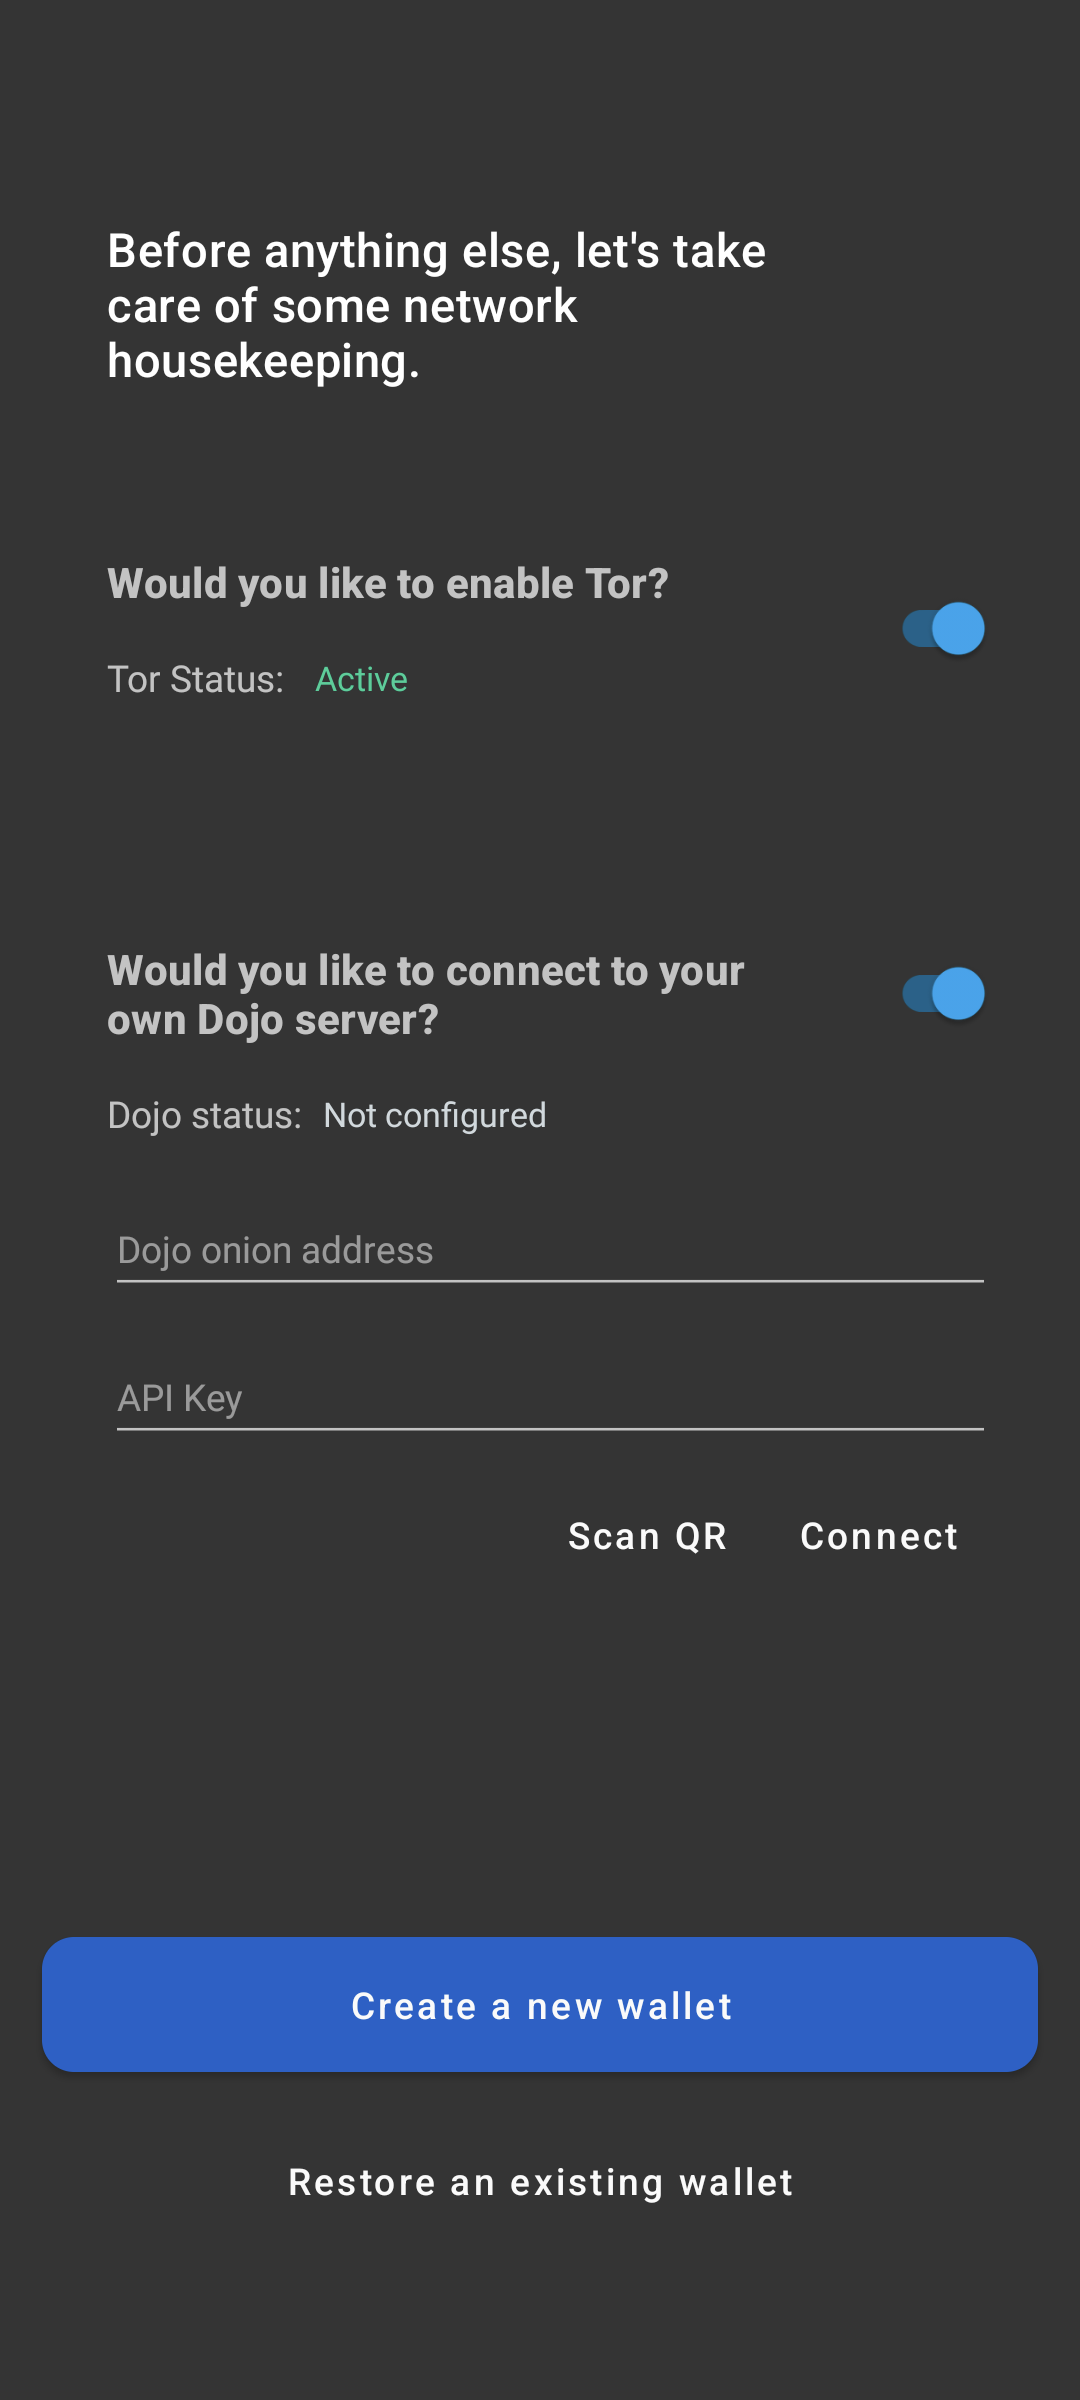 Before anything else, let's take
care of some network
housekeeping.
Would you like to enable Tor?
Tor Status: Active
Would you like to connect to your
own Dojo server?
Dojo status: Not configured
Dojo onion address
API Key
Scan QR Connect
Create a new wallet
Restore an existing wallet